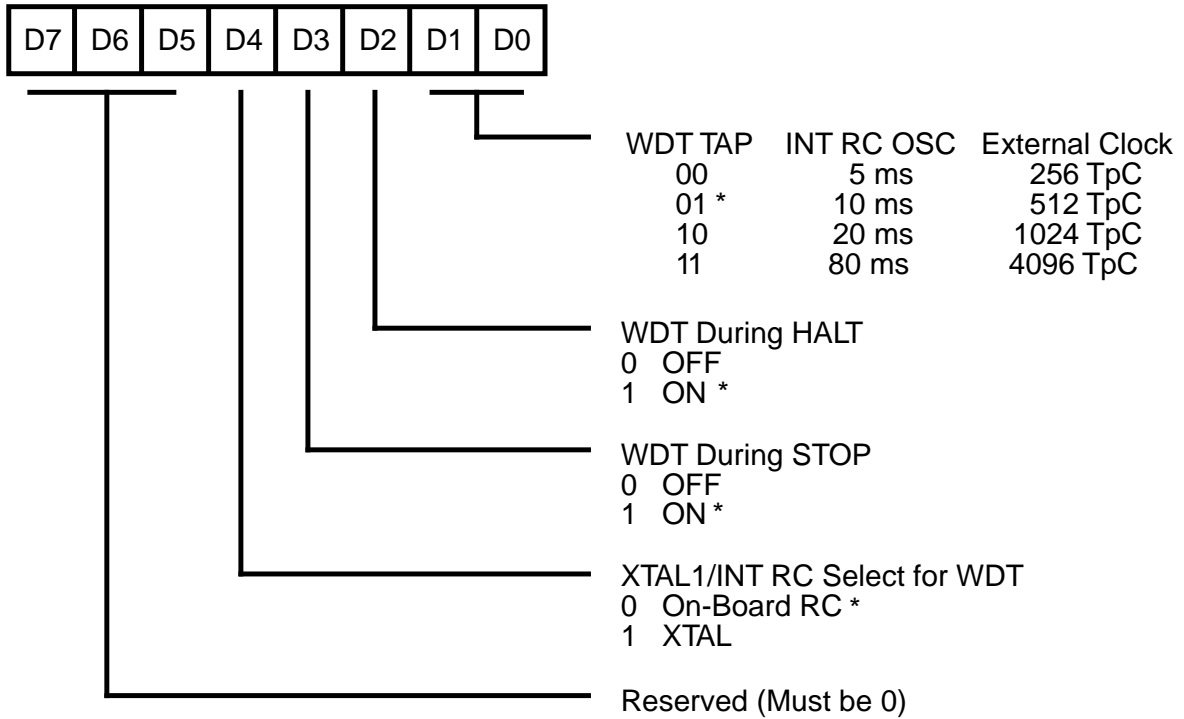 D7 D6 D5 D4 D3 D2 D1 D0
WDT TAP INT RC OSC External Clock
00 5 ms 256 TpC
01 * 10 ms 512 TpC
10 20 ms 1024 TpC
11 80 ms 4096 TpC
WDT During HALT
0 OFF
1 ON *
WDT During STOP
0 OFF
1 ON *
XTAL1/INT RC Select for WDT
0 On-Board RC *
1 XTAL
Reserved (Must be 0)